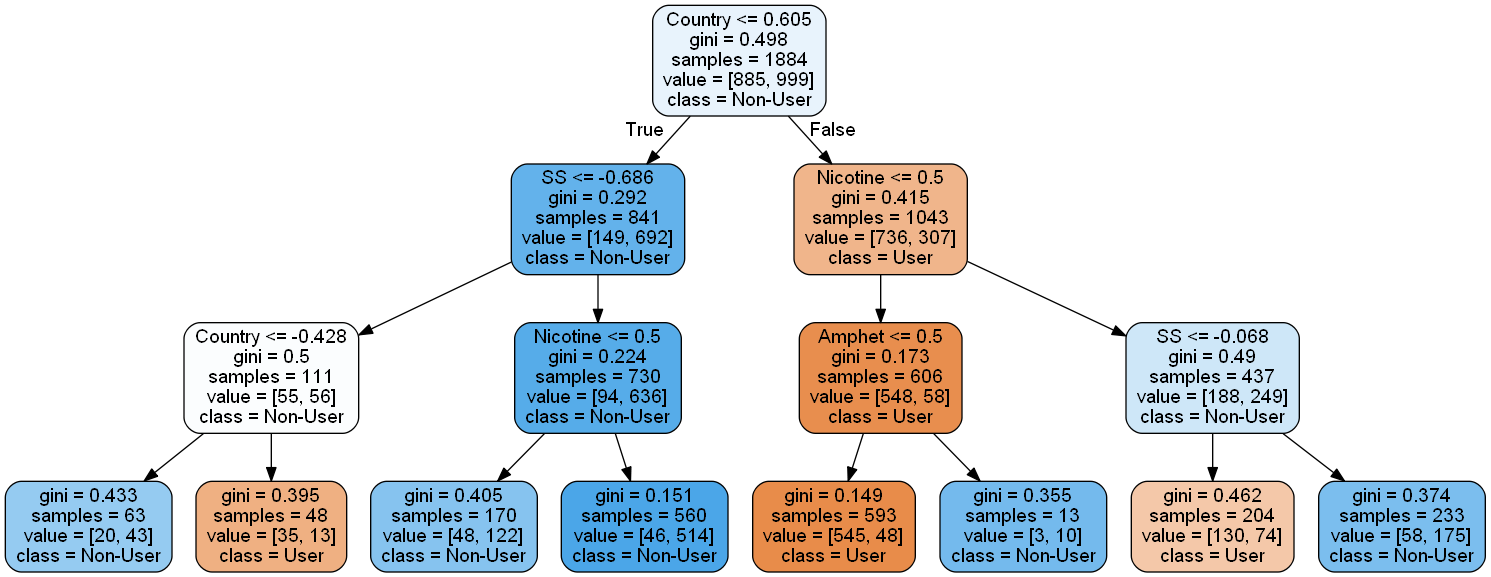 Country <= 0.605
gini = 0.498
samples = 1884
value = [885, 999]
class = Non-User
True
False
SS <= -0.686
gini = 0.292
samples = 841
value = [149, 692]
class = Non-User
Nicotine <= 0.5
gini = 0.415
samples = 1043
value = [736, 307]
class = User
Country <= -0.428
gini = 0.5
samples = 111
value = [55, 56]
class = Non-User
Nicotine <= 0.5
gini = 0.224
samples = 730
value = [94, 636]
class = Non-User
Amphet <= 0.5
gini = 0.173
samples = 606
value = [548, 58]
class = User
SS <= -0.068
gini = 0.49
samples = 437
value = [188, 249]
class = Non-User
gini = 0.433
samples = 63
value = [20, 43]
class = Non-User
gini = 0.395
samples = 48
value = [35, 13]
class = User
gini = 0.405
samples = 170
value = [48, 122]
class = Non-User
gini = 0.151
samples = 560
value = [46, 514]
class = Non-User
gini = 0.149
samples = 593
value = [545, 48]
class = User
gini = 0.355
samples = 13
value = [3, 10]
class = Non-User
gini = 0.462
samples = 204
value = [130, 74]
class = User
gini = 0.374
samples = 233
value = [58, 175]
class = Non-User